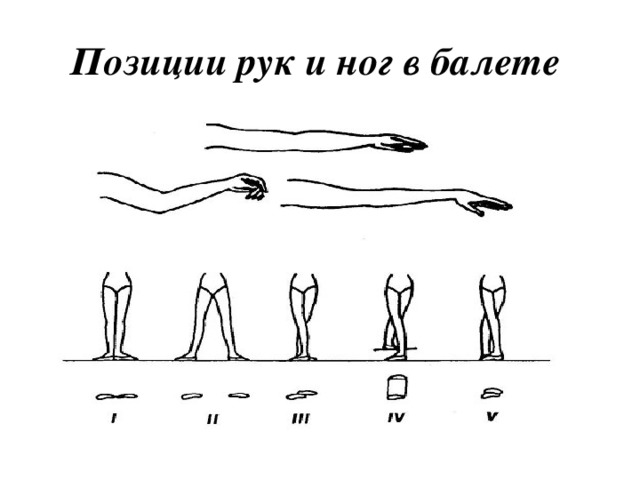 Позиции рук и ног в балете
I II III IV V